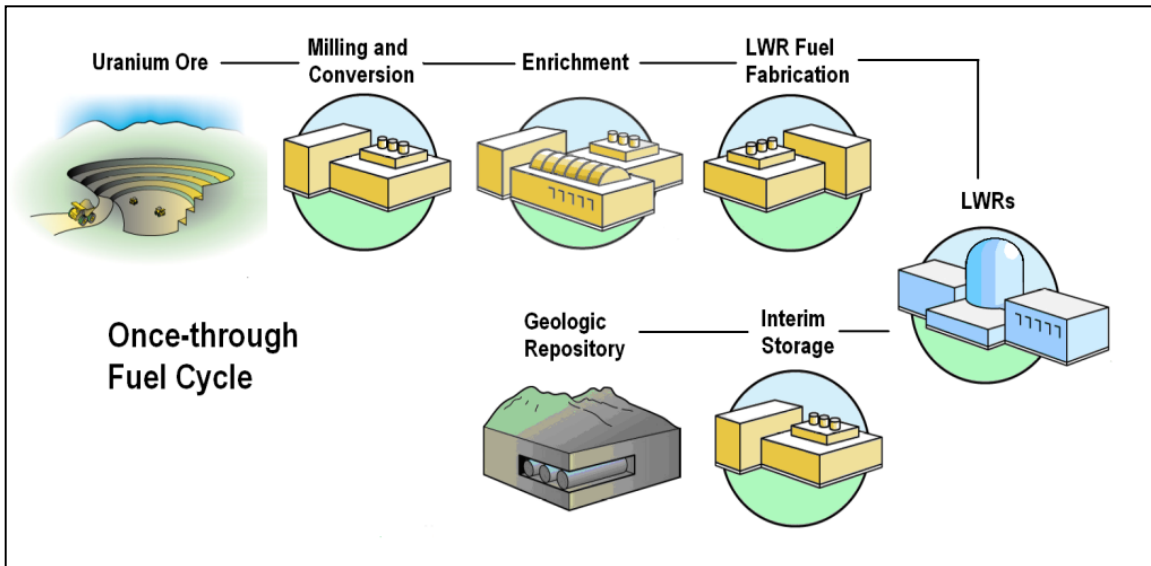 Uranium Ore
Milling and
Conversion
Enrichment
LWR Fuel
Fabrication
LWRs
Once-through
Fuel Cycle
Geologic
Repository
Interim
Storage